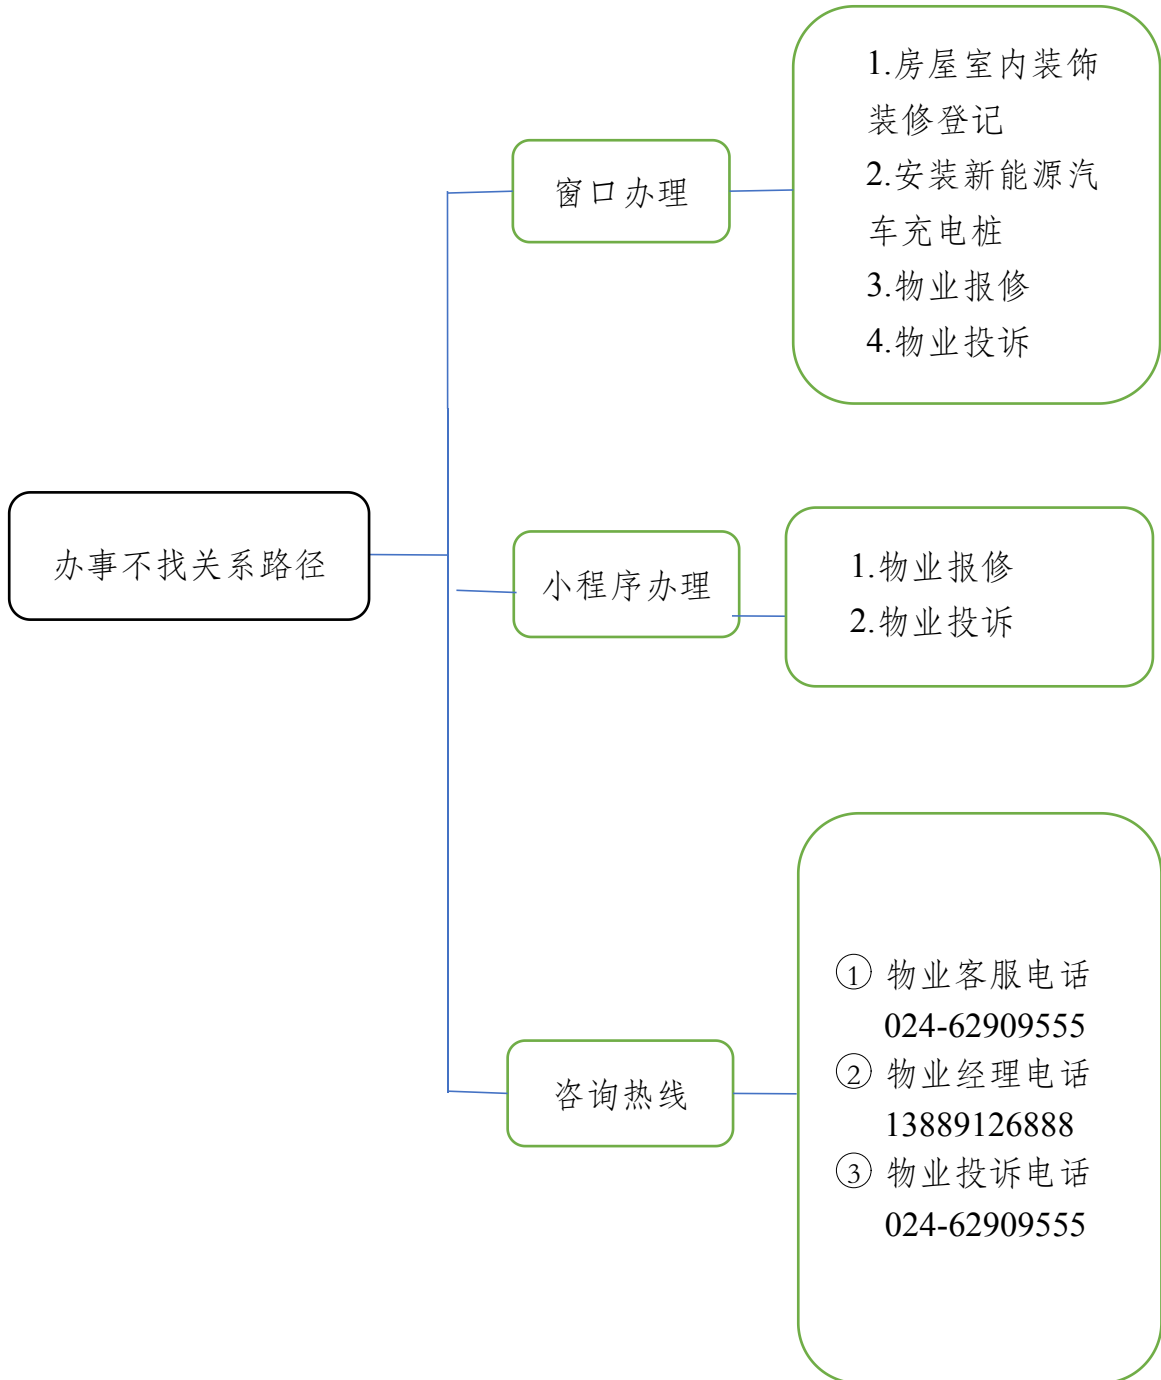 办事不找关系路径
窗口办理
1.房屋室内装饰
装修登记
2.安装新能源汽
车充电桩
3.物业报修
4.物业投诉
小程序办理
1.物业报修
2.物业投诉
咨询热线
① 物业客服电话
024-62909555
② 物业经理电话
13889126888
③ 物业投诉电话
024-62909555